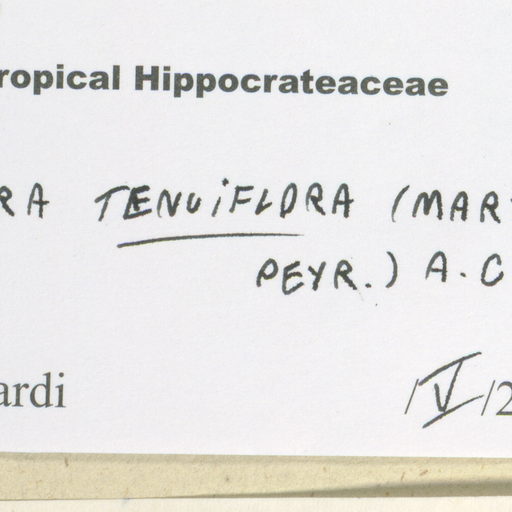 ropical Hippocrateaceae
RA TENUIFLORA (MAR
PEYR.) A.C
ardi /V/2